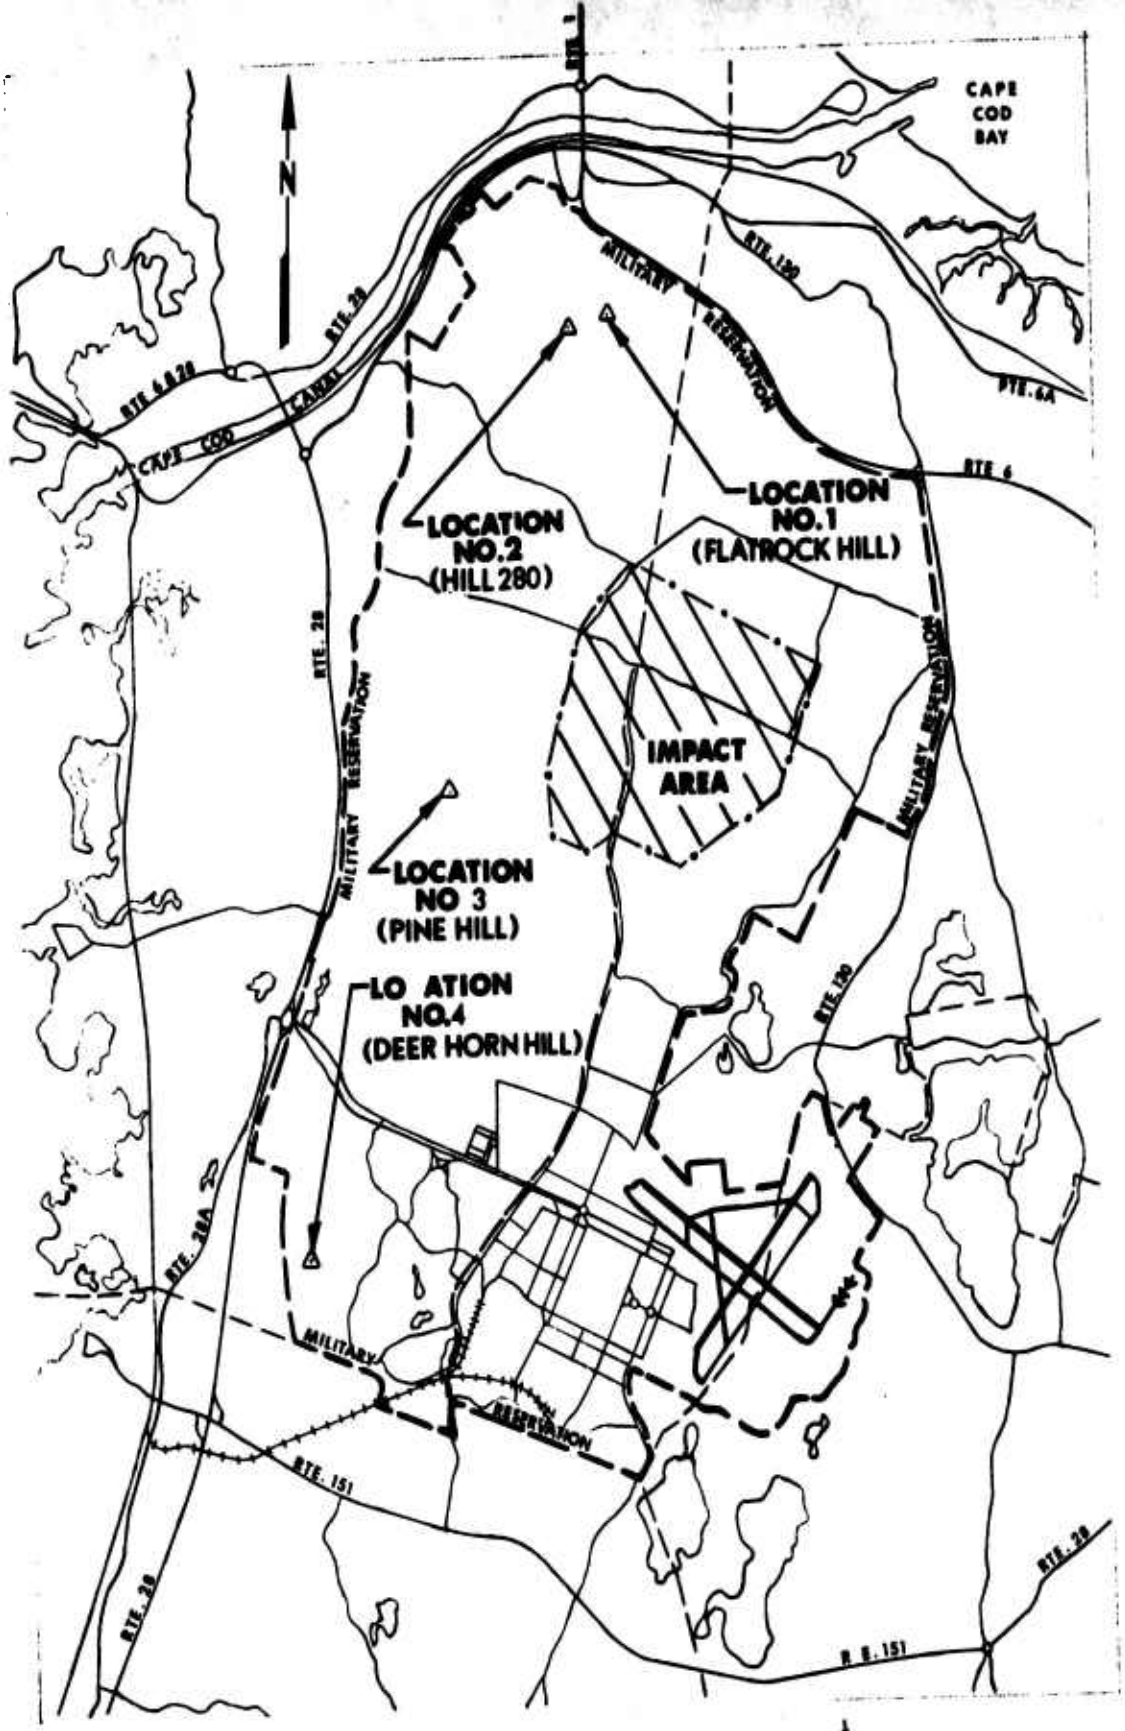 RTE 1
CAPE
COD
BAY
N
RTE. 130
MILITARY
RESERVATION
RTE. 28
RTE 6 & 28
CAPE COD CANAL
RTE. 6A
RTE 6
LOCATION
NO.1
(FLATROCK HILL)
LOCATION
NO.2
(HILL 280)
RTE. 28
MILITARY RESERVATION
MILITARY RESERVATION
IMPACT
AREA
LOCATION
NO 3
(PINE HILL)
LO ATION
NO.4
(DEER HORN HILL)
RTE. 130
RTE. 28A
MILITARY
RESERVATION
RTE. 151
RTE. 28
RTE. 28
R E. 151